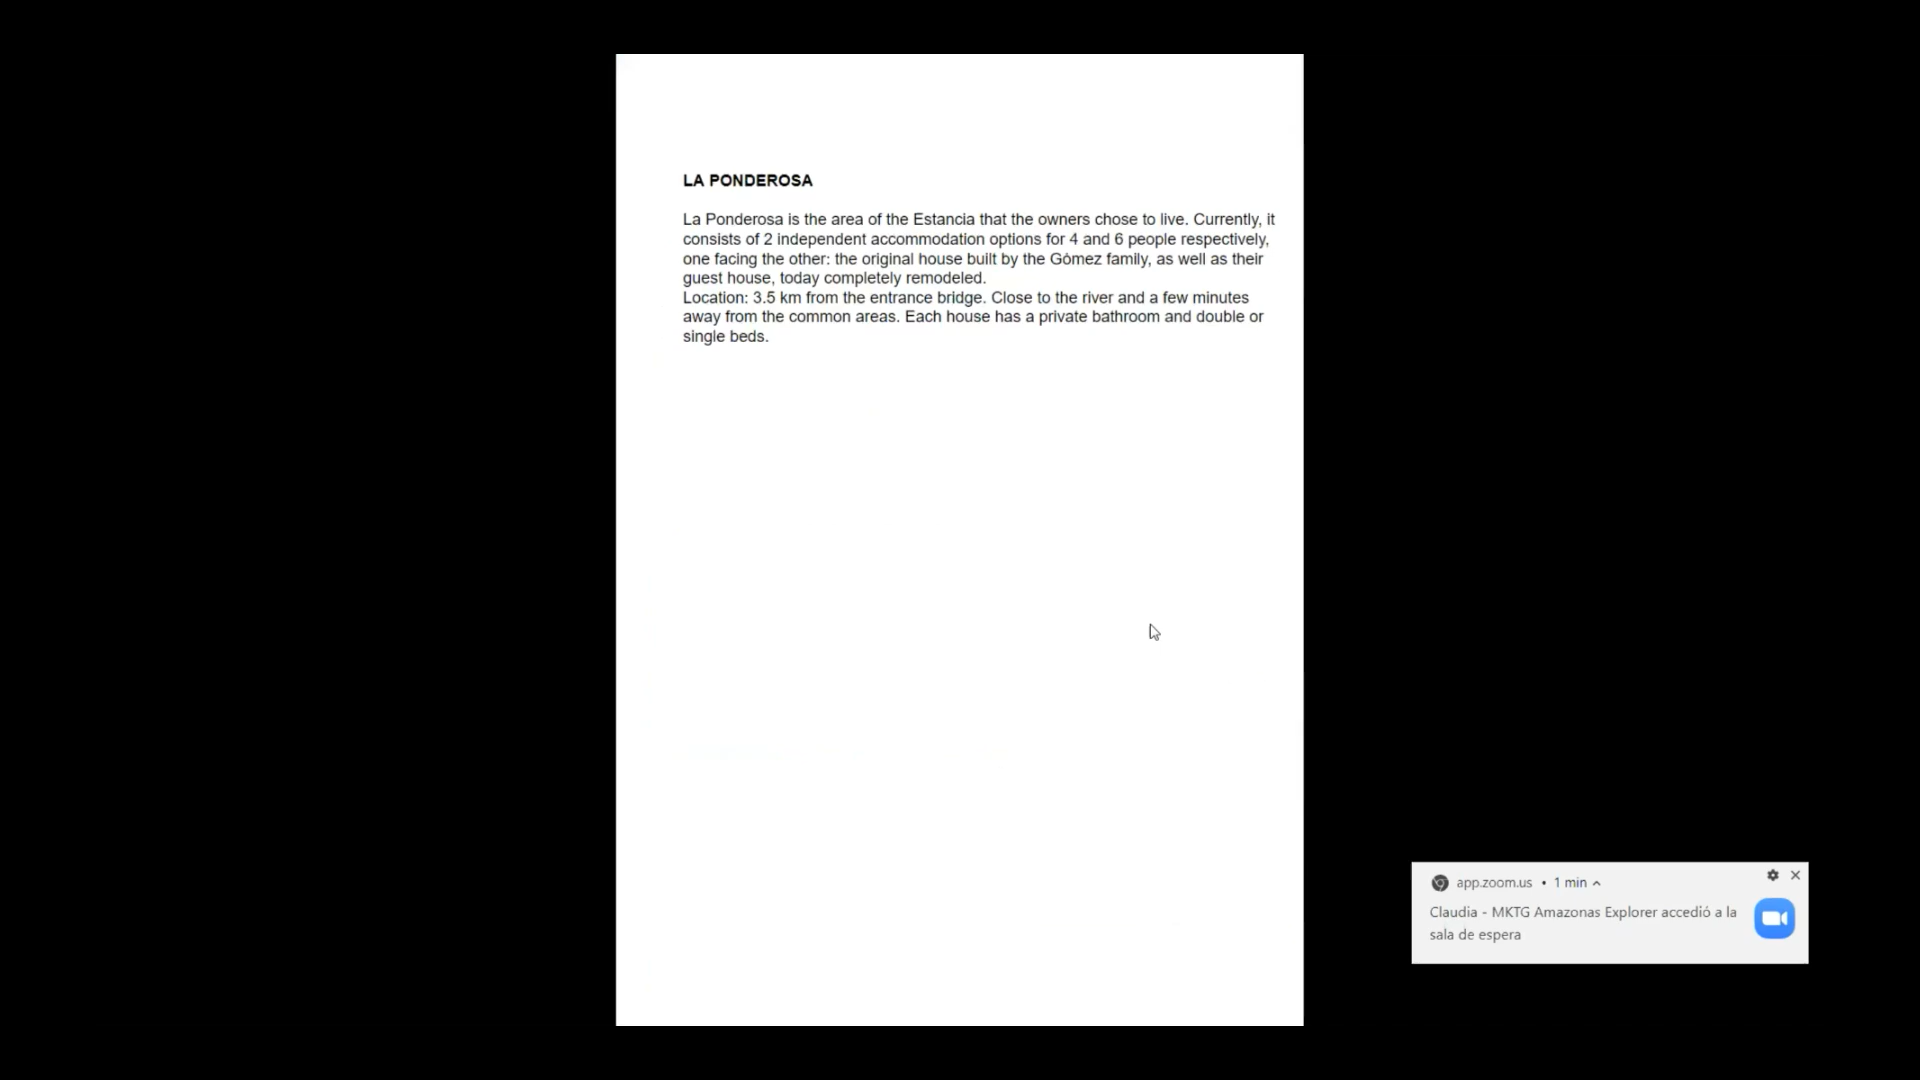 LA PONDEROSA
La Ponderosa is the area of the Estancia that the owners chose to live. Currently, it
consists of 2 independent accommodation options for 4 and 6 people respectively,
one facing the other: the original house built by the Gómez family, as well as their
guest house, today completely remodeled.
Location: 3.5 km from the entrance bridge. Close to the river and a few minutes
away from the common areas. Each house has a private bathroom and double or
single beds.
app.zoom.us • 1 min
Claudia - MKTG Amazonas Explorer accedió a la
sala de espera